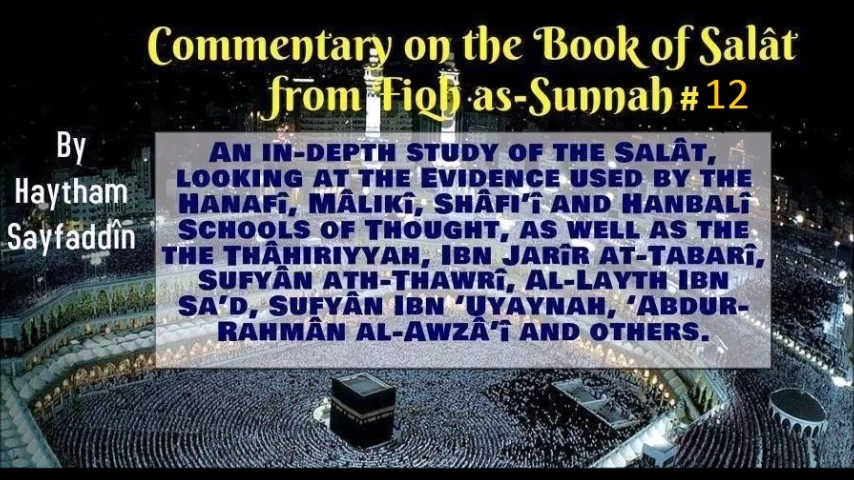 Commentary on the Book of Salât
from Fiqh as-Sunnah #12
By
Haytham
Sayfaddîn
An in-depth study of the Salât,
looking at the Evidence used by the
Hanafî, Mâlikî, Shâfi'î and Hanbalî
Schools of Thought, as well as the
the Thâhiriyyah, Ibn Jarîr at-Tabarî,
Sufyân ath-Thawrî, Al-Layth Ibn
Sa'd, Sufyân Ibn 'Uyaynah, 'Abdur-
Rahmân al-Awzâ'î and others.